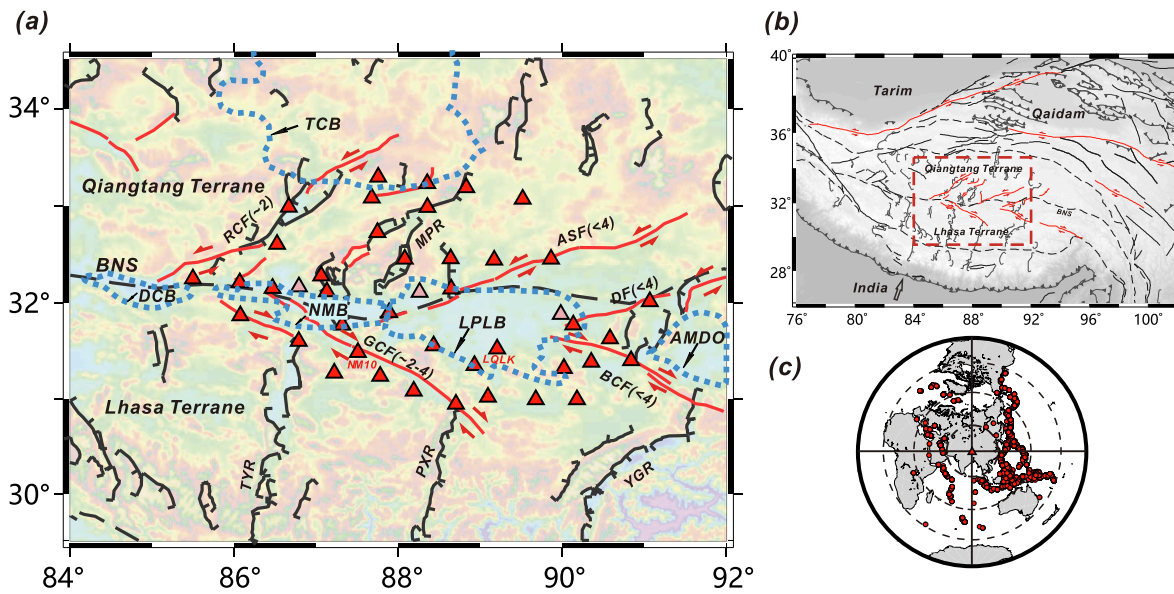 (a)
34°
32°
30°
84°
86°
88°
90°
92°
TCB
Qiangtang Terrane
RCF(~2)
MPR
ASF(<4)
BNS
DCB
NMB
LPLB
DF(<4)
AMDO
GCF(~2-4)
NM10
LQLK
BCF(<4)
Lhasa Terrane
TYR
PXR
YGR
(b)
40°
36°
32°
28°
76°
80°
84°
88°
92°
96°
100°
Tarim
Qaidam
Qiangtang Terrane
BNS
Lhasa Terrane
India
(c)